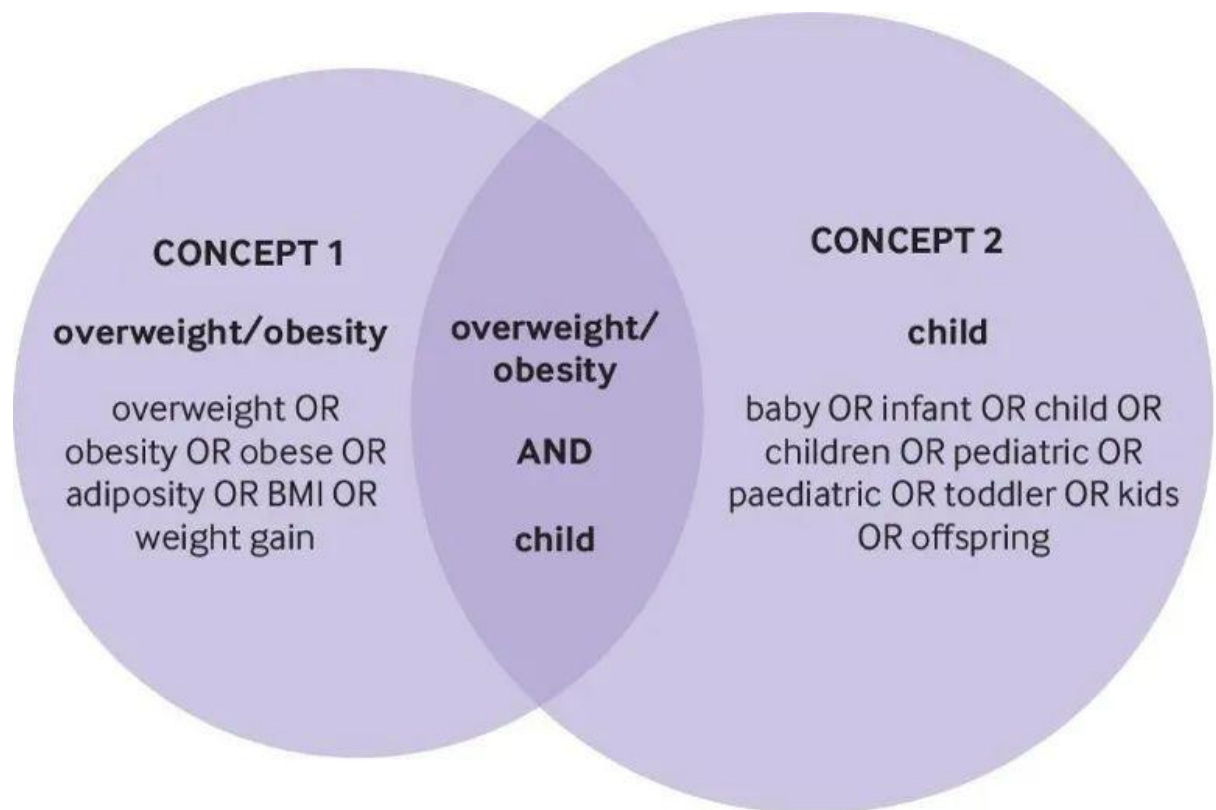 CONCEPT 1
overweight/obesity
overweight OR
obesity OR obese OR
adiposity OR BMI OR
weight gain
overweight/
obesity
AND
child
CONCEPT 2
child
baby OR infant OR child OR
children OR pediatric OR
paediatric OR toddler OR kids
OR offspring